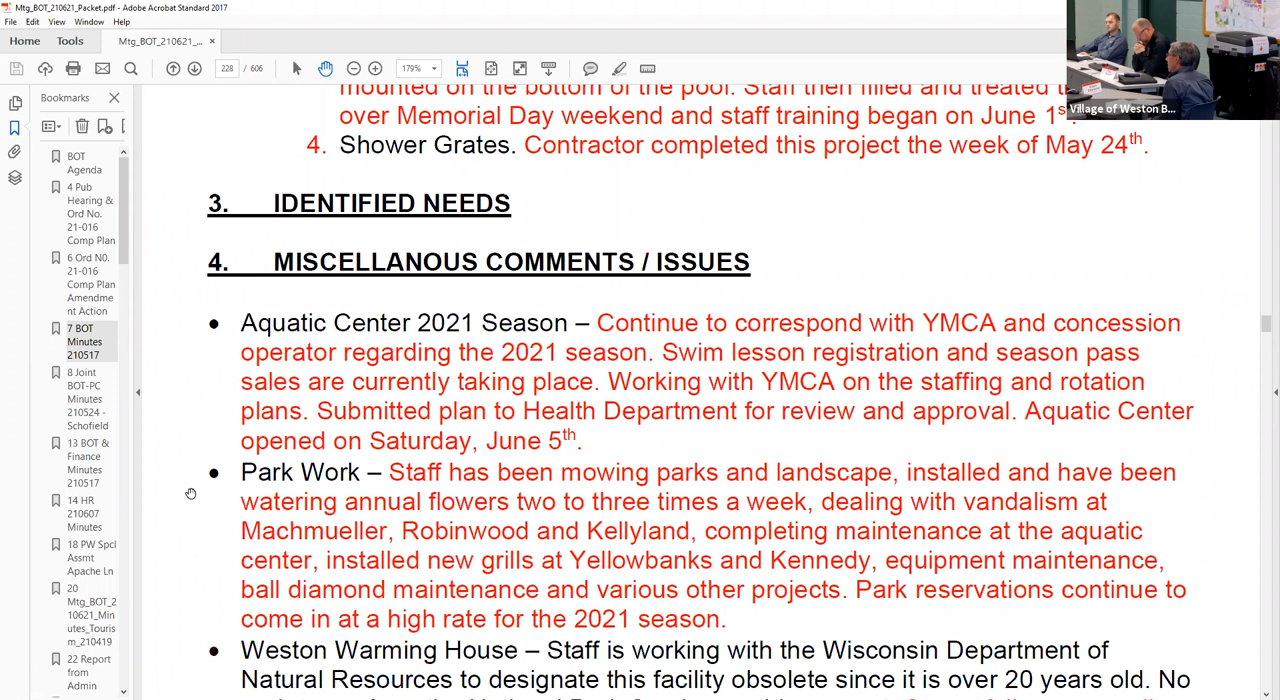 Mtg_BOT_210621_Packet.pdf - Adobe Acrobat Standard 2017
File Edit View Window Help
Home Tools Mtg_BOT_210621_... ×
228 / 606 179%
Village of Weston B...
Bookmarks
BOT
Agenda
4 Pub
Hearing &
Ord No.
21-016
Comp Plan
6 Ord N0.
21-016
Comp Plan
Amendme
nt Action
7 BOT
Minutes
210517
8 Joint
BOT-PC
Minutes
210524 -
Schofield
13 BOT &
Finance
Minutes
210517
14 HR
210607
Minutes
18 PW Spcl
Assmt
Apache Ln
20
Mtg_BOT_2
10621_Min
utes_Touris
m_210419
22 Report
from
Admin
mounted on the bottom of the pool. Staff then filled and treated
over Memorial Day weekend and staff training began on June 1s
4. Shower Grates. Contractor completed this project the week of May 24th.
3. IDENTIFIED NEEDS
4. MISCELLANOUS COMMENTS / ISSUES
• Aquatic Center 2021 Season – Continue to correspond with YMCA and concession
operator regarding the 2021 season. Swim lesson registration and season pass
sales are currently taking place. Working with YMCA on the staffing and rotation
plans. Submitted plan to Health Department for review and approval. Aquatic Center
opened on Saturday, June 5th.
• Park Work – Staff has been mowing parks and landscape, installed and have been
watering annual flowers two to three times a week, dealing with vandalism at
Machmueller, Robinwood and Kellyland, completing maintenance at the aquatic
center, installed new grills at Yellowbanks and Kennedy, equipment maintenance,
ball diamond maintenance and various other projects. Park reservations continue to
come in at a high rate for the 2021 season.
• Weston Warming House – Staff is working with the Wisconsin Department of
Natural Resources to designate this facility obsolete since it is over 20 years old. No